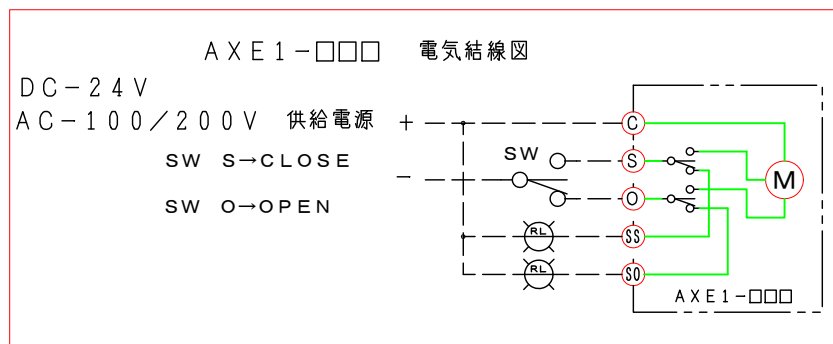 AXE1-□□□ 電気結線図
DC-24V
AC-100/200V 供給電源 +
-
SW S→CLOSE
SW O→OPEN
SW
C
S
O
M
RL
SS
RL
SO
AXE1-□□□